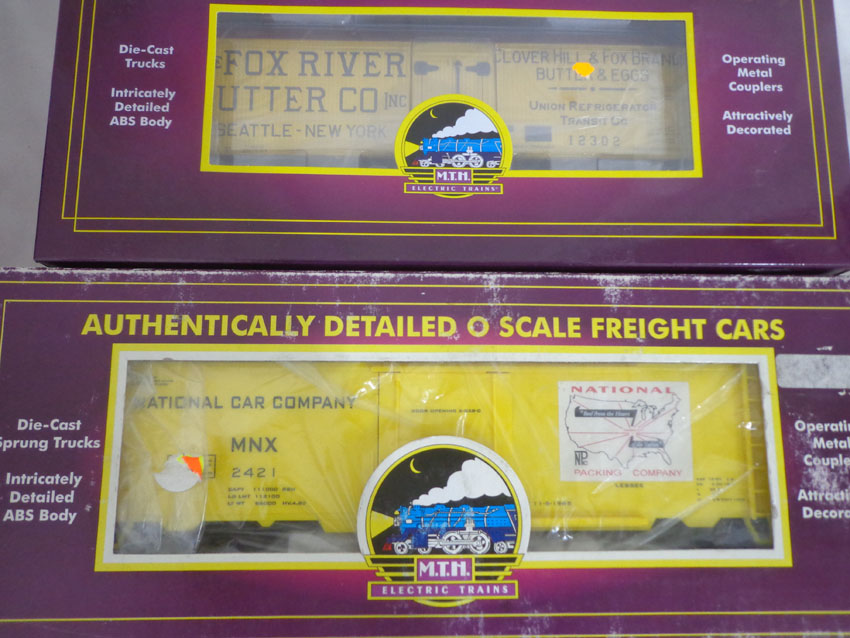 Die-Cast
Trucks
Intricately
Detailed
ABS Body
FOX RIVER
UTTER CO INC
SEATTLE - NEW YORK
CLOVER HILL & FOX BRAND
BUTTER & EGGS
UNION REFRIGERATOR
TRANSIT CO.
12302
Operating
Metal
Couplers
Attractively
Decorated
M.T.H.
ELECTRIC TRAINS
AUTHENTICALLY DETAILED O SCALE FREIGHT CARS
Die-Cast
Sprung Trucks
Intricately
Detailed
ABS Body
NATIONAL CAR COMPANY
MNX
2421
NATIONAL
NP
PACKING COMPANY
Operati
Metal
Couple
Attracti
Decora
M.T.H.
ELECTRIC TRAINS